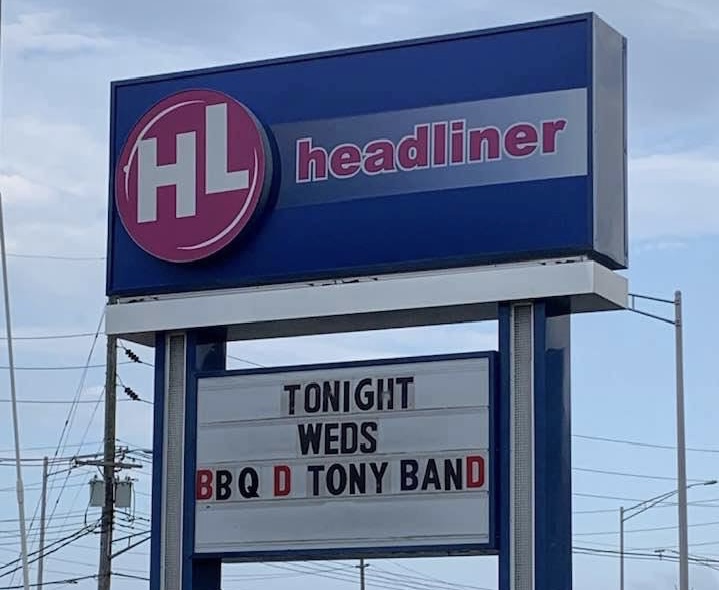 HL
headliner
TONIGHT
WEDS
BBQ D TONY BAND